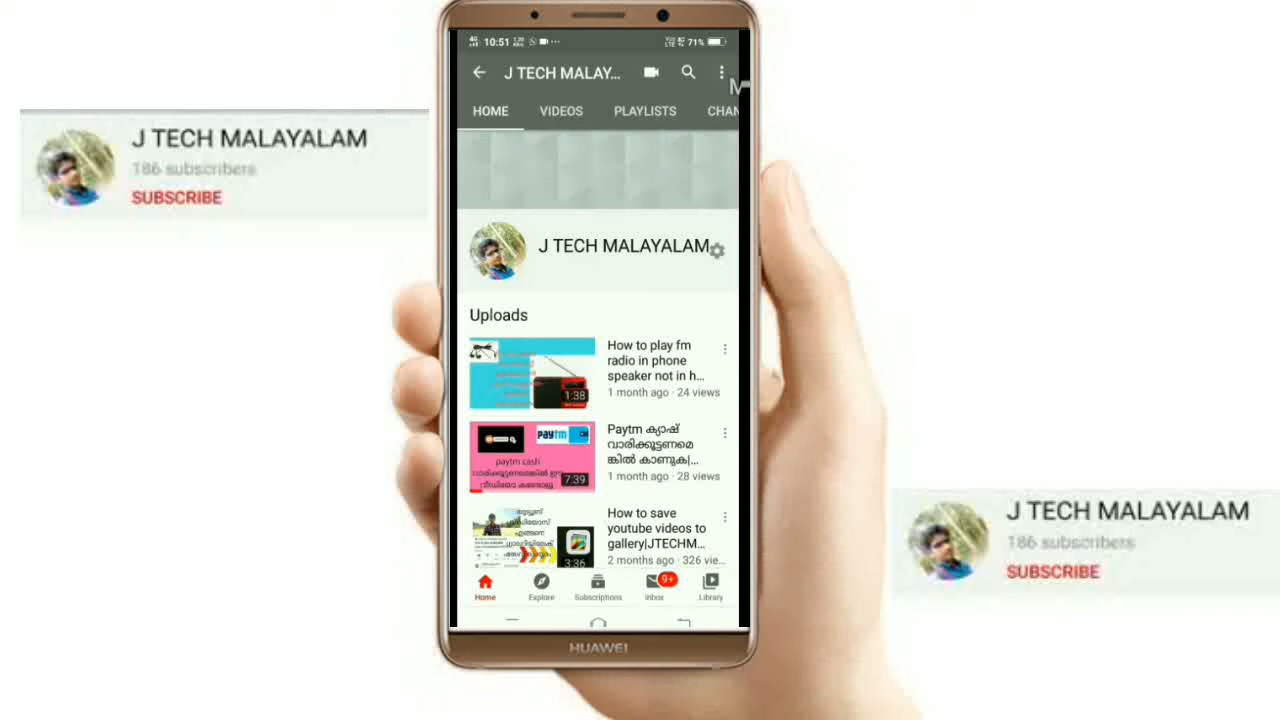 J TECH MALAYALAM
186 subscribers
SUBSCRIBE
10:51
71%
J TECH MALAY...
HOME
VIDEOS
PLAYLISTS
CHAN
J TECH MALAYALAM
Uploads
How to play fm
radio in phone
speaker not in h...
1 month ago · 24 views
1:38
Paytm ക്യാഷ്
വാരിക്കൂട്ടണമെ
ങ്കിൽ കാണുക|...
1 month ago · 28 views
paytm
paytm cash
7:39
How to save
youtube videos to
gallery|JTECHM...
2 months ago · 326 vie...
3:36
Home
Explore
Subscriptions
Inbox
9+
Library
HUAWEI
J TECH MALAYALAM
186 subscribers
SUBSCRIBE